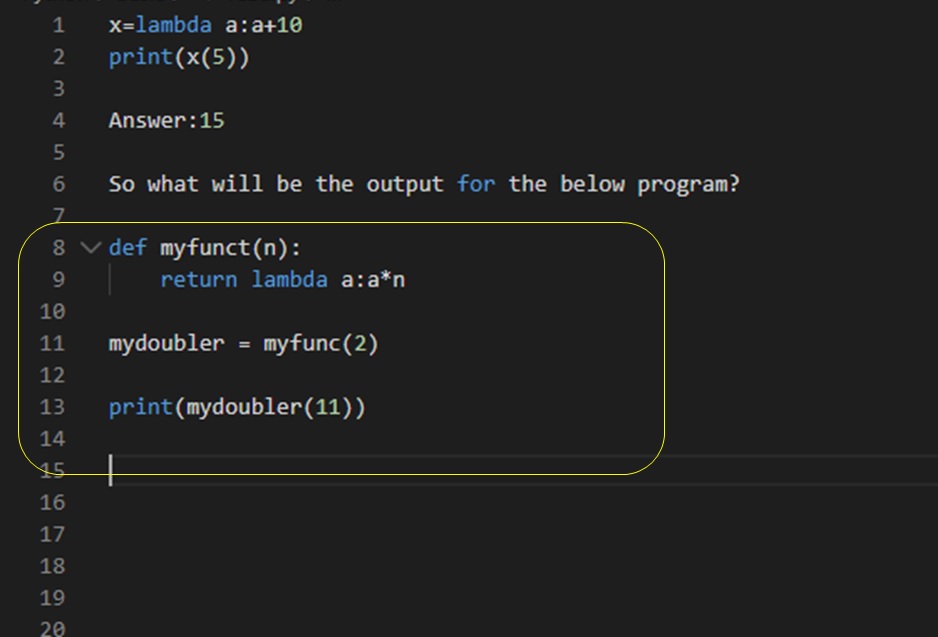 1 x=lambda a:a+10
2 print(x(5))
3
4 Answer:15
5
6 So what will be the output for the below program?
7
8 def myfunct(n):
9     return lambda a:a*n
10
11 mydoubler = myfunc(2)
12
13 print(mydoubler(11))
14
15
16
17
18
19
20